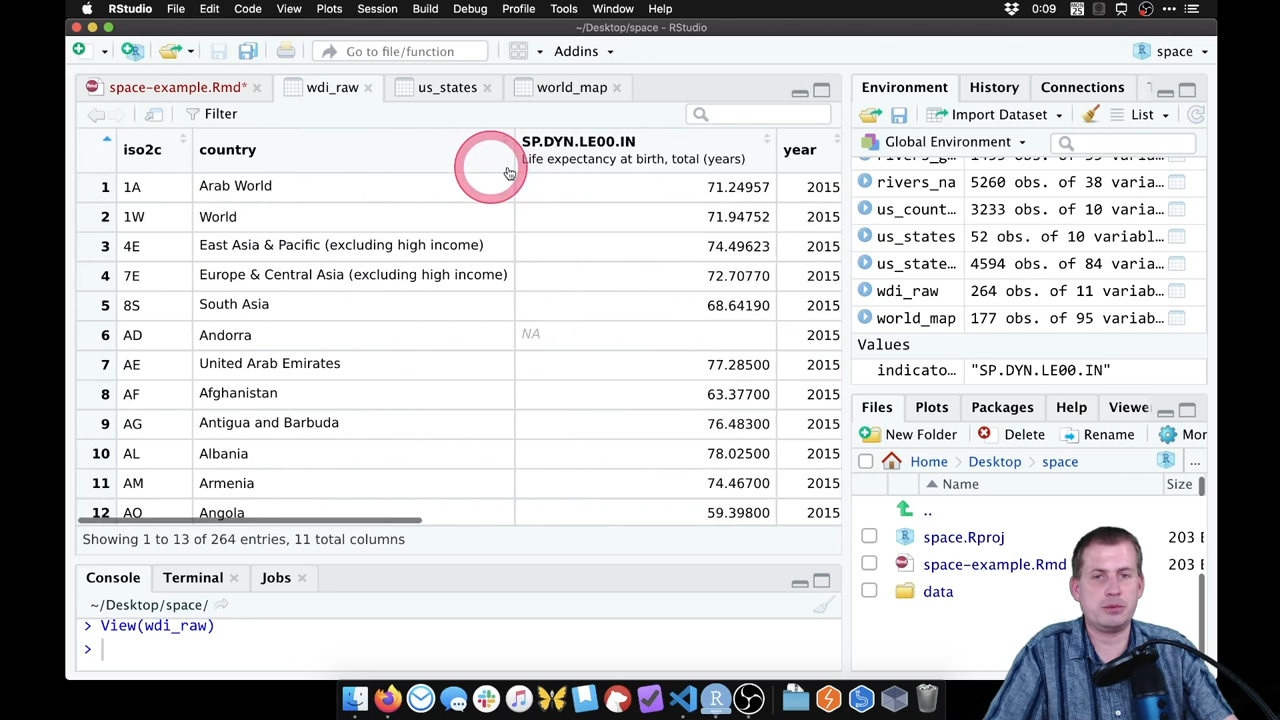 RStudio File Edit Code View Plots Session Build Debug Profile Tools Window Help 0:09 MON 25
~/Desktop/space - RStudio
Go to file/function Addins space
space-example.Rmd* wdi_raw us_states world_map
Filter
iso2c country SP.DYN.LE00.IN year
Life expectancy at birth, total (years)
1 1A Arab World 71.24957 2015
2 1W World 71.94752 2015
3 4E East Asia & Pacific (excluding high income) 74.49623 2015
4 7E Europe & Central Asia (excluding high income) 72.70770 2015
5 8S South Asia 68.64190 2015
6 AD Andorra NA 2015
7 AE United Arab Emirates 77.28500 2015
8 AF Afghanistan 63.37700 2015
9 AG Antigua and Barbuda 76.48300 2015
10 AL Albania 78.02500 2015
11 AM Armenia 74.46700 2015
12 AO Angola 59.39800 2015
Showing 1 to 13 of 264 entries, 11 total columns
Console Terminal Jobs
~/Desktop/space/
> View(wdi_raw)
>
Environment History Connections
Import Dataset List
Global Environment
rivers_na 5260 obs. of 38 varia…
us_count… 3233 obs. of 10 variab…
us_states 52 obs. of 10 variabl…
us_state… 4594 obs. of 84 variab…
wdi_raw 264 obs. of 11 variab…
world_map 177 obs. of 95 variab…
Values
indicato… "SP.DYN.LE00.IN"
Files Plots Packages Help Viewe
New Folder Delete Rename Mor
Home Desktop space ...
Name Size
..
space.Rproj 203
space-example.Rmd 203
data